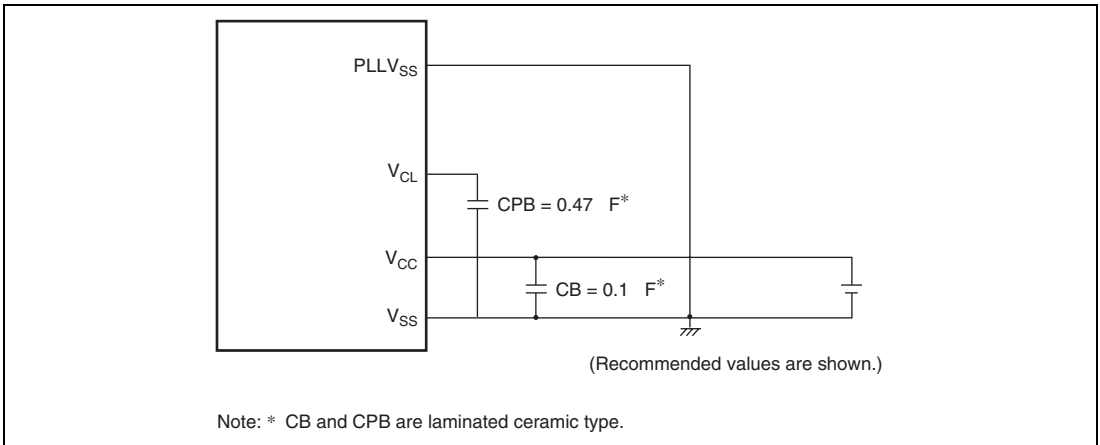 PLLVSS
VCL
CPB = 0.47 F*
VCC
CB = 0.1 F*
VSS
(Recommended values are shown.)
Note: * CB and CPB are laminated ceramic type.